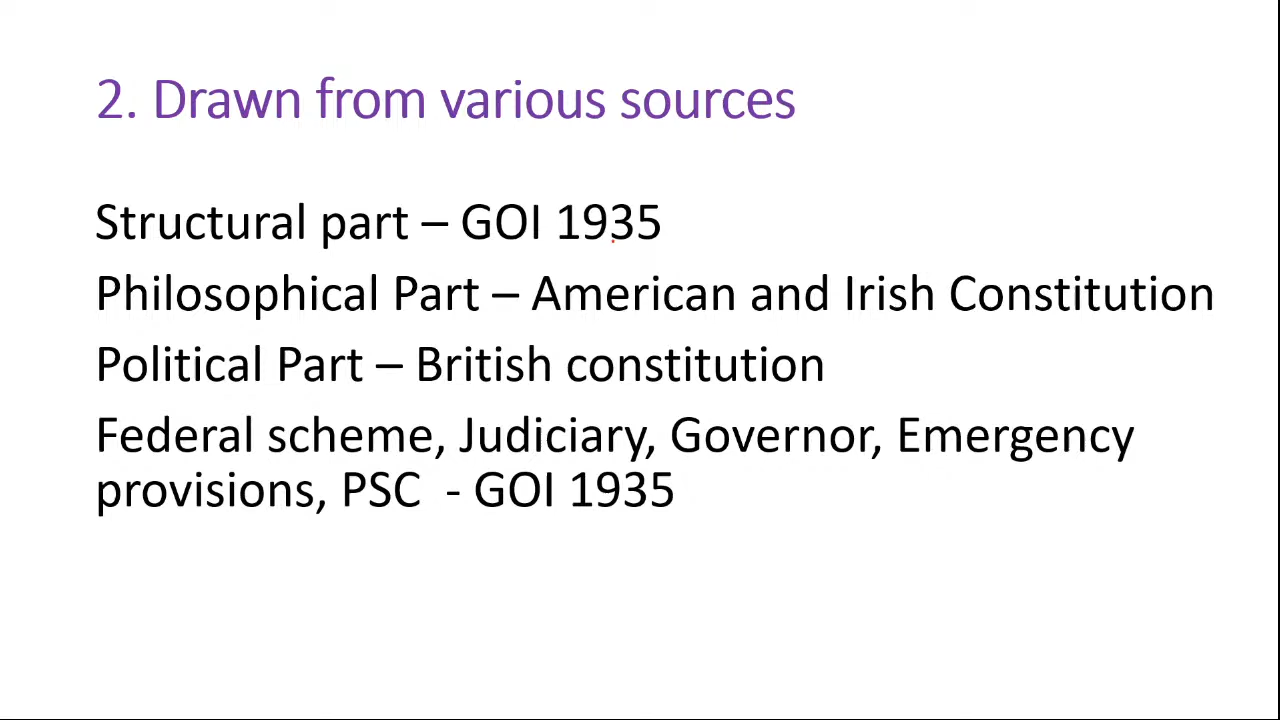 2. Drawn from various sources
Structural part – GOI 1935
Philosophical Part – American and Irish Constitution
Political Part – British constitution
Federal scheme, Judiciary, Governor, Emergency
provisions, PSC  - GOI 1935